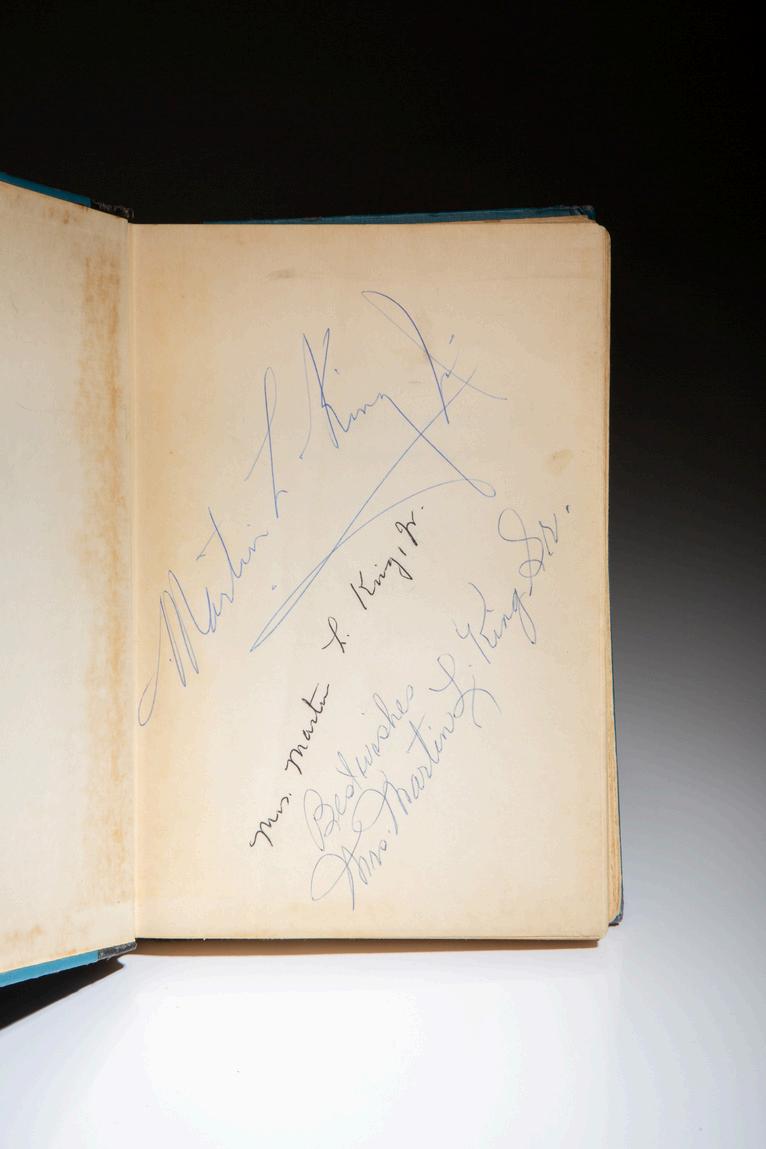 Martin L. King Jr.
Mrs. Martin L. King, Jr.
Best wishes
Mrs. Martin L. King Sr.